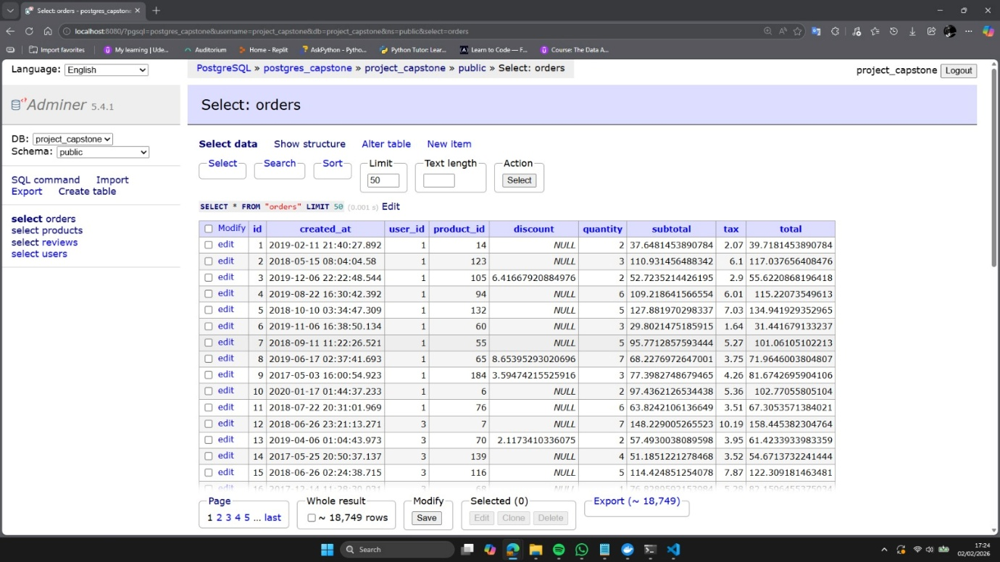 Select: orders - postgres_capstone
localhost:8080/?pgsql=postgres_capstone&username=project_capstone&db=project_capstone&ns=public&select=orders
Import favorites My learning | Ude... Auditorium Home - Replit AskPython - Pytho... Python Tutor: Lear... Learn to Code — F... Course: The Data A...
Language: English
PostgreSQL » postgres_capstone » project_capstone » public » Select: orders
project_capstone Logout
Adminer 5.4.1
Select: orders
DB: project_capstone
Schema: public
SQL command Import
Export Create table
select orders
select products
select reviews
select users
Select data Show structure Alter table New item
Select Search Sort Limit Text length Action
50 Select
SELECT * FROM "orders" LIMIT 50 (0.001 s) Edit
Modify id created_at user_id product_id discount quantity subtotal tax total
edit 1 2019-02-11 21:40:27.892 1 14 NULL 2 37.6481453890784 2.07 39.7181453890784
edit 2 2018-05-15 08:04:04.58 1 123 NULL 3 110.931456488342 6.1 117.037656408476
edit 3 2019-12-06 22:22:48.544 1 105 6.41667920884976 2 52.7235214426195 2.9 55.6220868196418
edit 4 2019-08-22 16:30:42.392 1 94 NULL 6 109.218641566554 6.01 115.22073549613
edit 5 2018-10-10 03:34:47.309 1 132 NULL 5 127.881970298337 7.03 134.941929352965
edit 6 2019-11-06 16:38:50.134 1 60 NULL 3 29.8021475185915 1.64 31.441679133237
edit 7 2018-09-11 11:22:26.521 1 55 NULL 5 95.7712857593444 5.27 101.06105102213
edit 8 2019-06-17 02:37:41.693 1 65 8.65395293020696 7 68.2276972647001 3.75 71.9646003804807
edit 9 2017-05-03 16:00:54.923 1 184 3.59474215525916 3 77.3982748679465 4.26 81.6742695904106
edit 10 2020-01-17 01:44:37.233 1 6 NULL 2 97.4362126534438 5.36 102.77055805104
edit 11 2018-07-22 20:31:01.969 1 76 NULL 6 63.8242106136649 3.51 67.3053571384021
edit 12 2018-06-26 23:21:13.271 3 7 NULL 7 148.229005265523 10.19 158.445382304764
edit 13 2019-04-06 01:04:43.973 3 70 2.1173410336075 2 57.4930038089598 3.95 61.4233933983359
edit 14 2017-05-25 20:50:37.137 3 139 NULL 4 51.1851221278468 3.52 54.6713732241444
edit 15 2018-06-26 02:24:38.715 3 116 NULL 5 114.424851254078 7.87 122.309181463481
Page Whole result Modify Selected (0) Export (~ 18,749)
1 2 3 4 5 ... last ~ 18,749 rows Save Edit Clone Delete
Search
17:24
02/02/2026